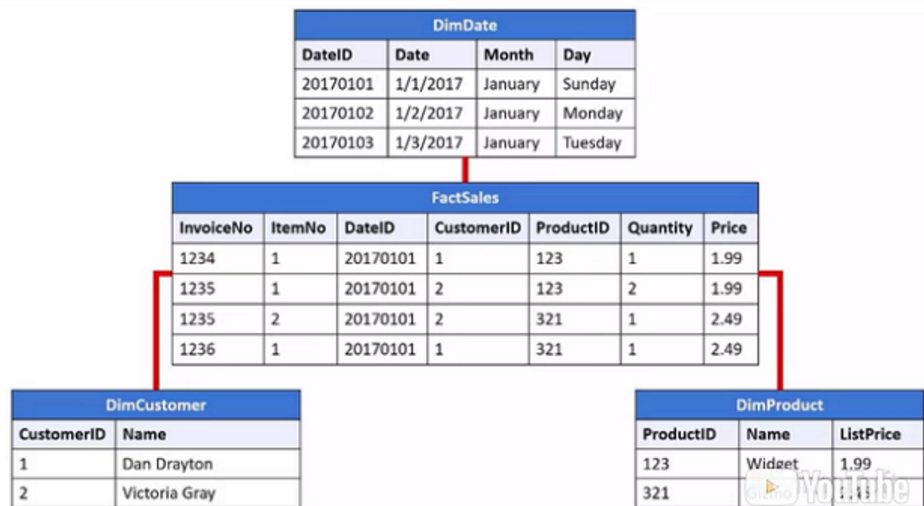 DimDate
DateID Date Month Day
20170101 1/1/2017 January Sunday
20170102 1/2/2017 January Monday
20170103 1/3/2017 January Tuesday
FactSales
InvoiceNo ItemNo DateID CustomerID ProductID Quantity Price
1234 1 20170101 1 123 1 1.99
1235 1 20170101 2 123 2 1.99
1235 2 20170101 2 321 1 2.49
1236 1 20170101 1 321 1 2.49
DimCustomer
CustomerID Name
1 Dan Drayton
2 Victoria Gray
DimProduct
ProductID Name ListPrice
123 Widget 1.99
321 Gizmo
YouTube